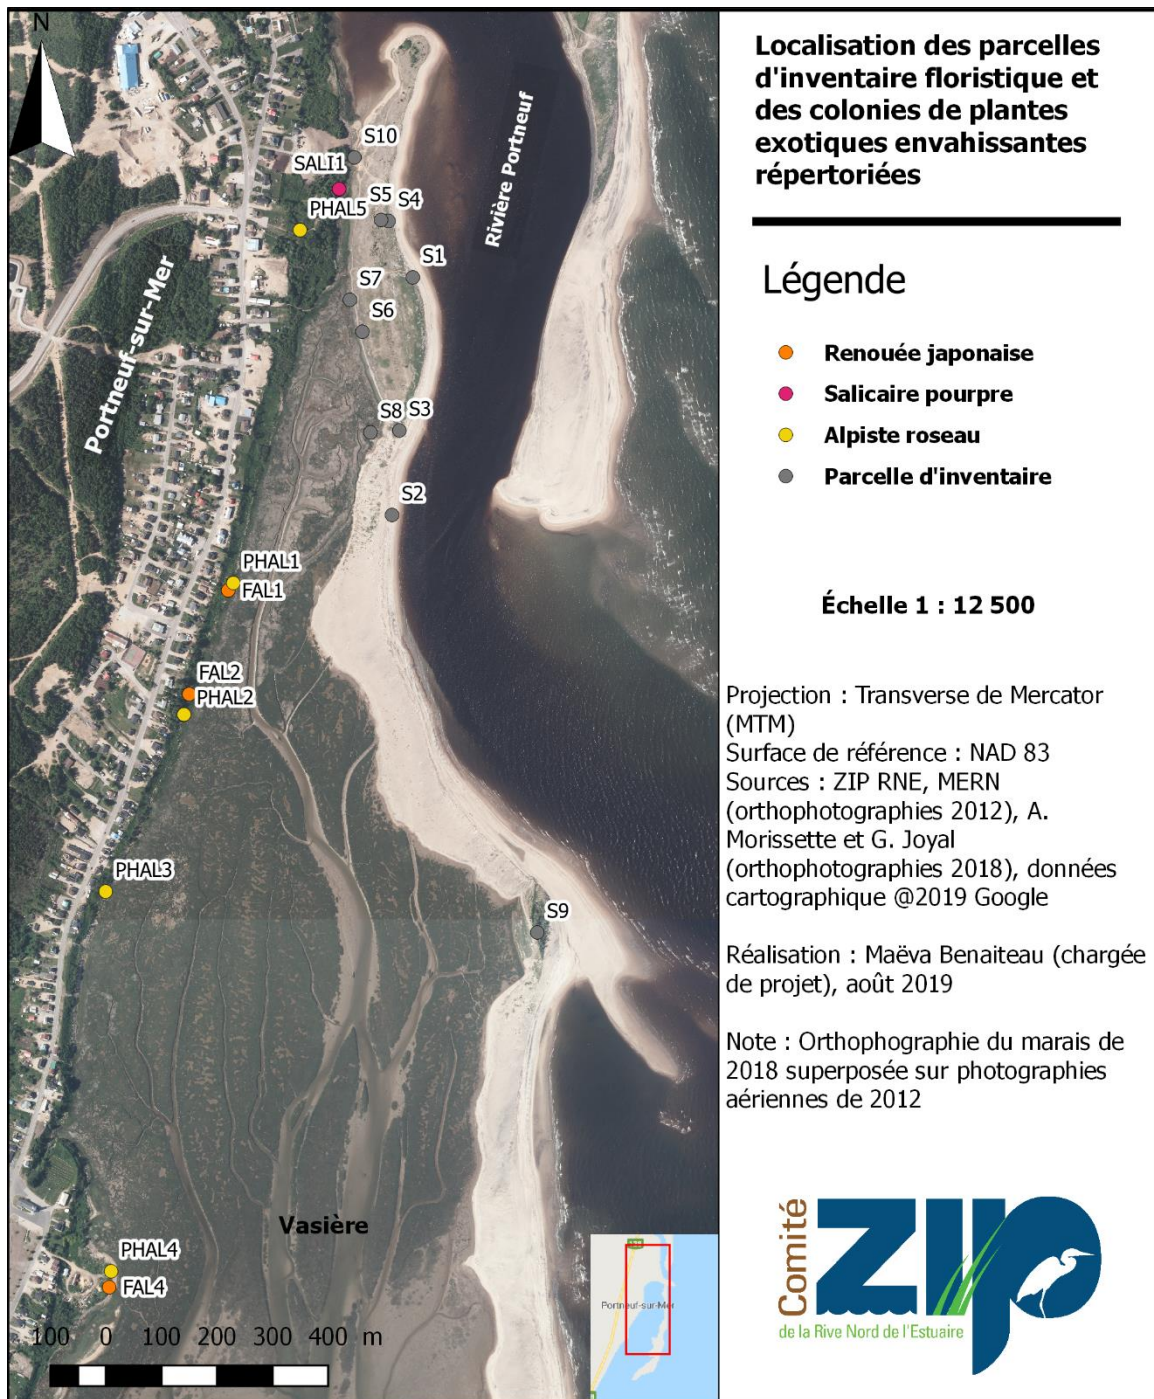 N
S10
SALI1
S5
S4
PHAL5
S1
S7
S6
S8
S3
S2
PHAL1
FAL1
FAL2
PHAL2
PHAL3
S9
PHAL4
FAL4
Rivière Portneuf
Portneuf-sur-Mer
Vasière
Portneuf-sur-Mer
100 0 100 200 300 400 m
Localisation des parcelles
d'inventaire floristique et
des colonies de plantes
exotiques envahissantes
répertoriées
Légende
Renouée japonaise
Salicaire pourpre
Alpiste roseau
Parcelle d'inventaire
Échelle 1 : 12 500
Projection : Transverse de Mercator
(MTM)
Surface de référence : NAD 83
Sources : ZIP RNE, MERN
(orthophotographies 2012), A.
Morissette et G. Joyal
(orthophotographies 2018), données
cartographique @2019 Google
Réalisation : Maëva Benaiteau (chargée
de projet), août 2019
Note : Orthophographie du marais de
2018 superposée sur photographies
aériennes de 2012
Comité
ZIP
de la Rive Nord de l'Estuaire